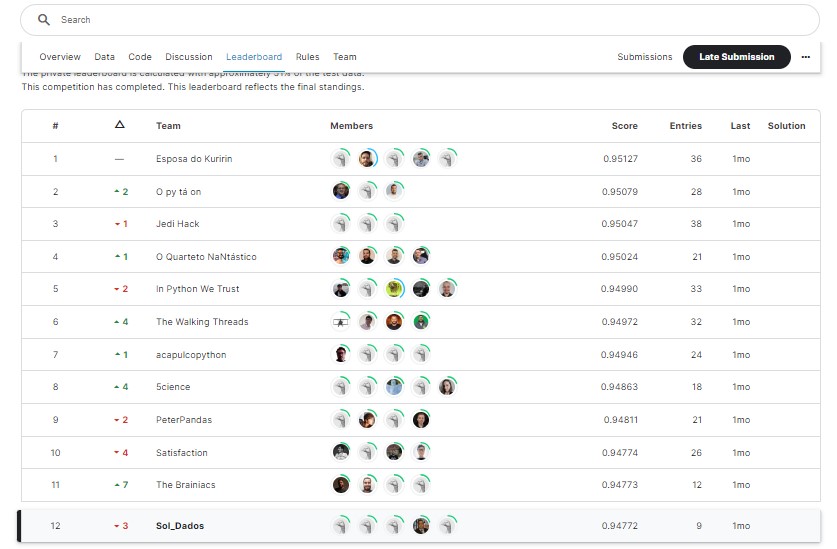 Search
Overview Data Code Discussion Leaderboard Rules Team Submissions Late Submission ...
The private leaderboard is calculated with approximately 51% of the test data.
This competition has completed. This leaderboard reflects the final standings.
# △ Team Members Score Entries Last Solution
1 — Esposa do Kuririn 0.95127 36 1mo
2 2 O py tá on 0.95079 28 1mo
3 1 Jedi Hack 0.95047 38 1mo
4 1 O Quarteto NaNtástico 0.95024 21 1mo
5 2 In Python We Trust 0.94990 33 1mo
6 4 The Walking Threads 0.94972 32 1mo
7 1 acapulcopython 0.94946 24 1mo
8 4 5cience 0.94863 18 1mo
9 2 PeterPandas 0.94811 21 1mo
10 4 Satisfaction 0.94774 26 1mo
11 7 The Brainiacs 0.94773 12 1mo
12 3 Sol_Dados 0.94772 9 1mo